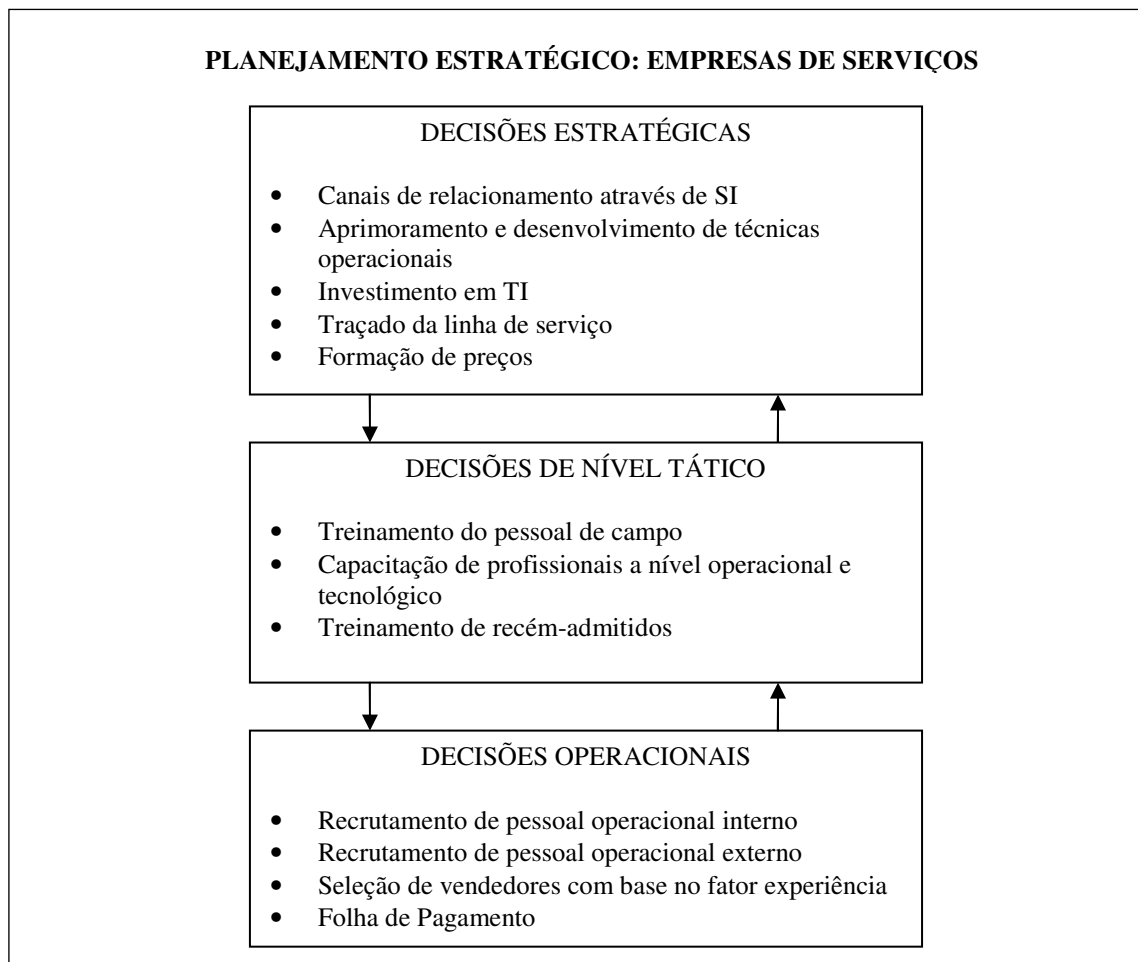 PLANEJAMENTO ESTRATÉGICO: EMPRESAS DE SERVIÇOS
DECISÕES ESTRATÉGICAS
• Canais de relacionamento através de SI
• Aprimoramento e desenvolvimento de técnicas
operacionais
• Investimento em TI
• Traçado da linha de serviço
• Formação de preços
DECISÕES DE NÍVEL TÁTICO
• Treinamento do pessoal de campo
• Capacitação de profissionais a nível operacional e
tecnológico
• Treinamento de recém-admitidos
DECISÕES OPERACIONAIS
• Recrutamento de pessoal operacional interno
• Recrutamento de pessoal operacional externo
• Seleção de vendedores com base no fator experiência
• Folha de Pagamento